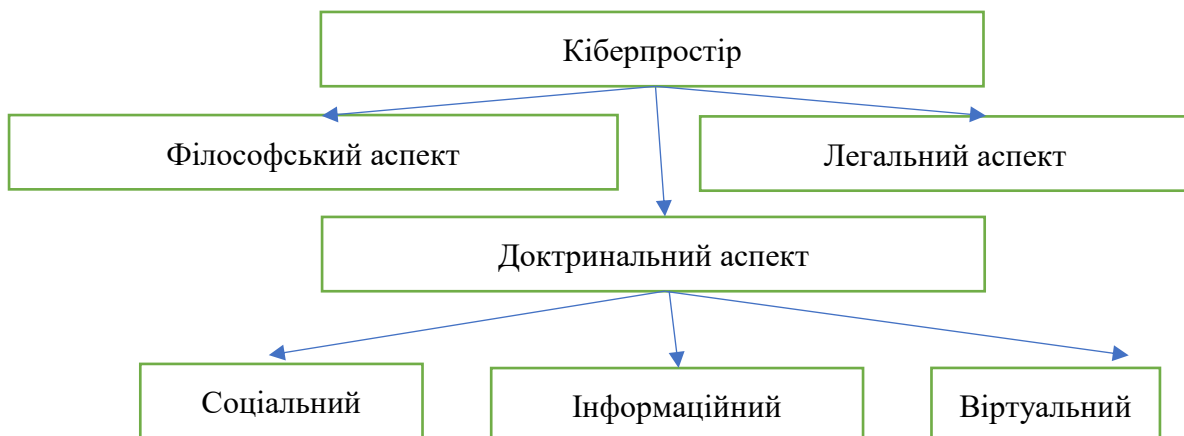 Кіберпростір
Філософський аспект
Легальний аспект
Доктринальний аспект
Соціальний
Інформаційний
Віртуальний